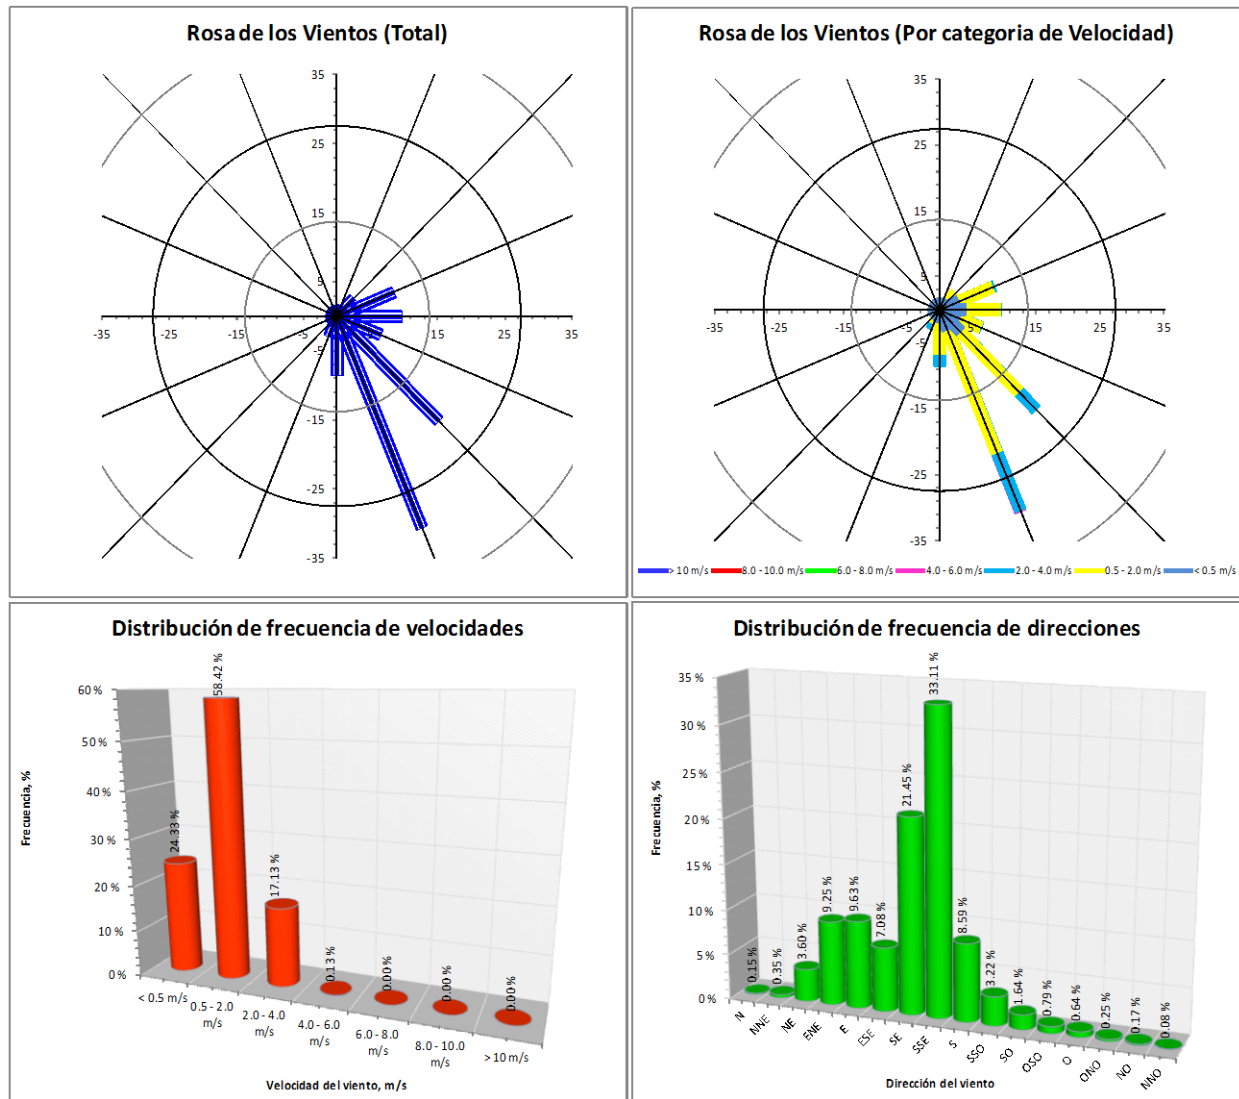 Rosa de los Vientos (Total)
35
25
15
5
-35
-25
-15
-5
5
15
25
35
-5
-15
-25
-35
Rosa de los Vientos (Por categoria de Velocidad)
35
25
15
5
-35
-25
-15
-5
5
15
25
35
-5
-15
-25
-35
> 10 m/s
8.0 - 10.0 m/s
6.0 - 8.0 m/s
4.0 - 6.0 m/s
2.0 - 4.0 m/s
0.5 - 2.0 m/s
< 0.5 m/s
Distribución de frecuencia de velocidades
Frecuencia, %
60 %
50 %
40 %
30 %
20 %
10 %
0 %
24.33 %
58.42 %
17.13 %
0.13 %
0.00 %
0.00 %
0.00 %
< 0.5 m/s
0.5 - 2.0
m/s
2.0 - 4.0
m/s
4.0 - 6.0
m/s
6.0 - 8.0
m/s
8.0 - 10.0
m/s
> 10 m/s
Velocidad del viento, m/s
Distribución de frecuencia de direcciones
Frecuencia, %
35 %
30 %
25 %
20 %
15 %
10 %
5 %
0 %
0.15 %
0.35 %
3.60 %
9.25 %
9.63 %
7.08 %
21.45 %
33.11 %
8.59 %
3.22 %
1.64 %
0.79 %
0.64 %
0.25 %
0.17 %
0.08 %
N
NNE
NE
ENE
E
ESE
SE
SSE
S
SSO
SO
OSO
O
ONO
NO
NNO
Dirección del viento